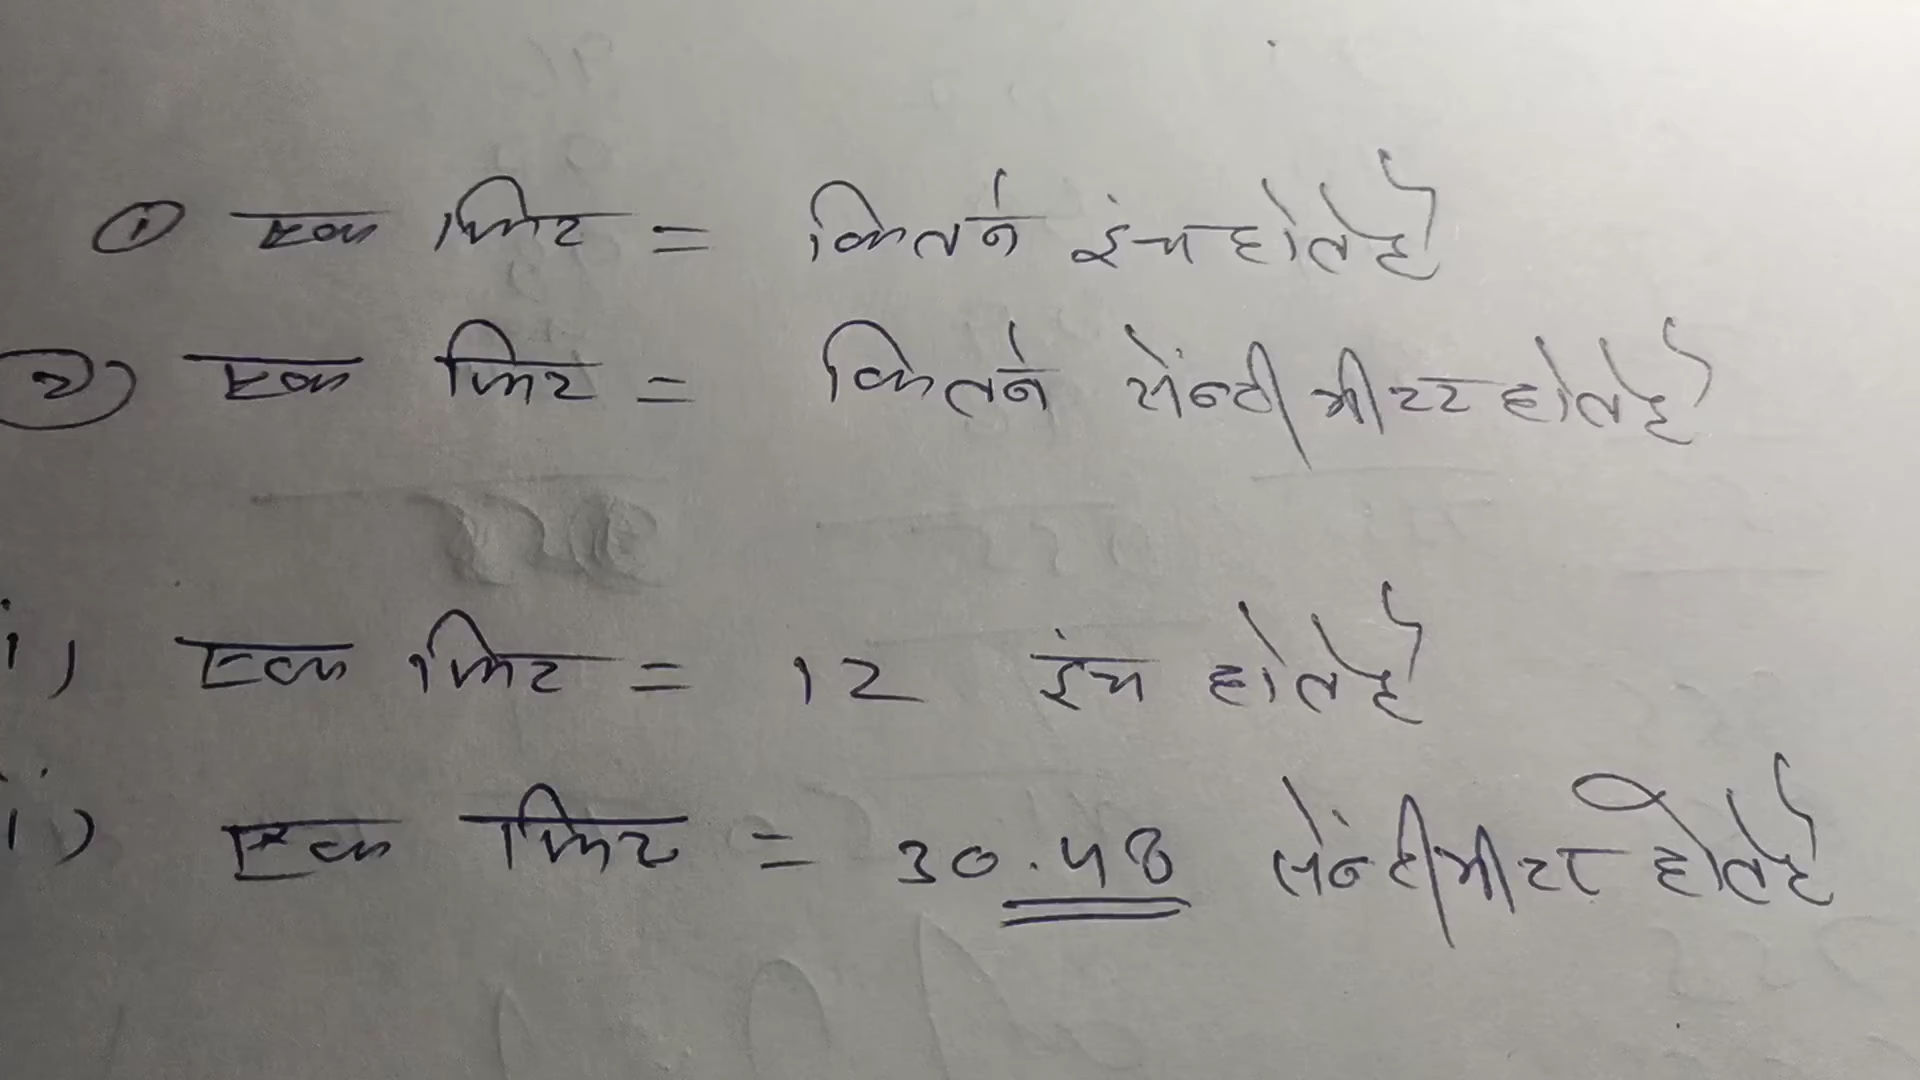 ① एक फिट = कितने इंच होते है
② एक फिट = कितने सेन्टीमीटर होते है
i) एक फिट = 12 इंच होते है
ii) एक फिट = 30.48 सेन्टीमीटर होते है